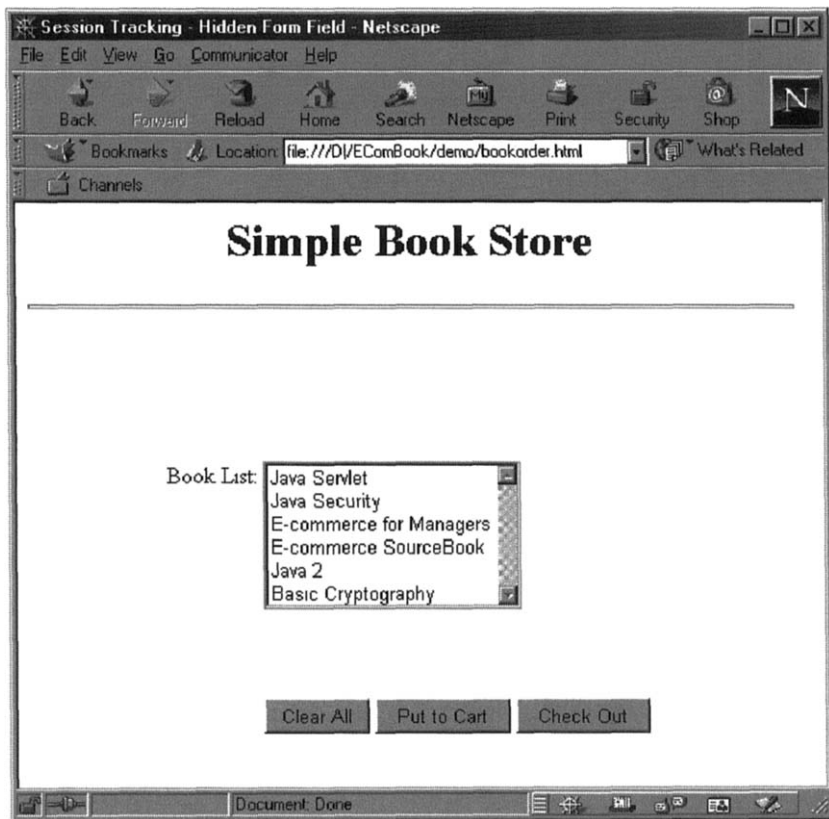 Session Tracking - Hidden Form Field - Netscape
File Edit View Go Communicator Help
Back Forward Reload Home Search Netscape Print Security Shop N
My
Bookmarks Location: file:///D|/EComBook/demo/bookorder.html What's Related
Channels
Simple Book Store
Book List: Java Servlet
Java Security
E-commerce for Managers
E-commerce SourceBook
Java 2
Basic Cryptography
Clear All Put to Cart Check Out
Document: Done